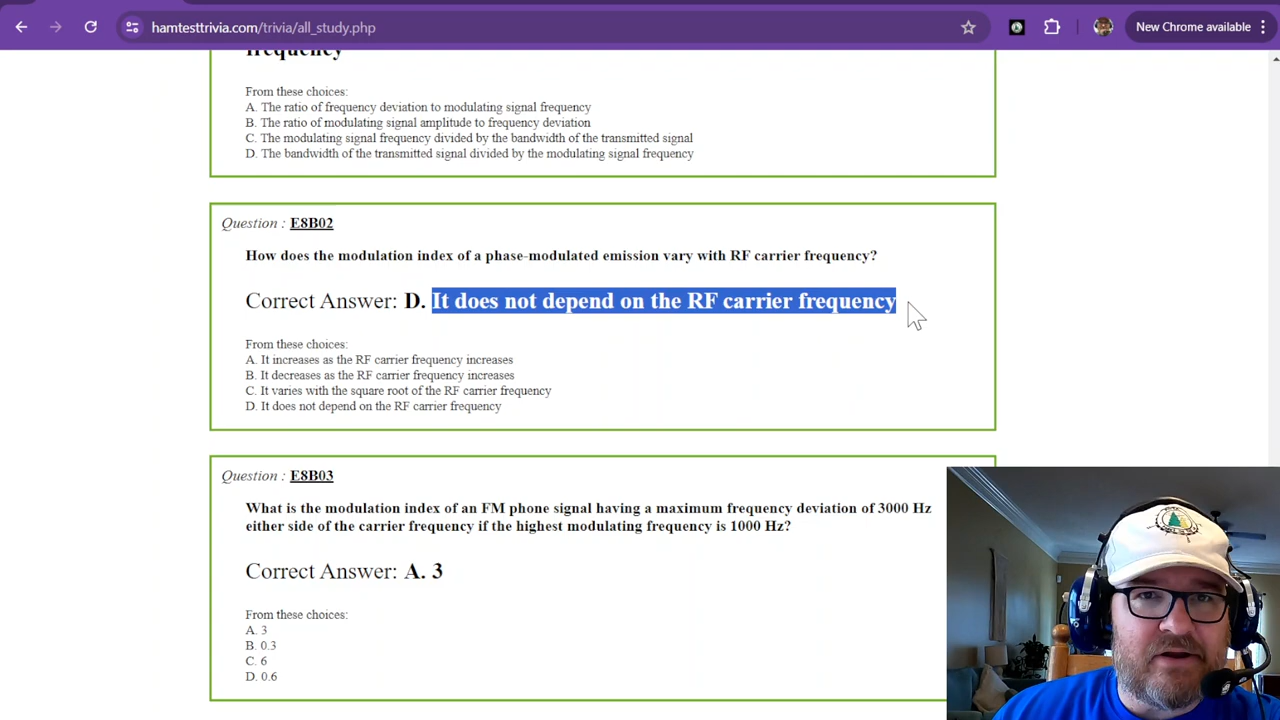 hamtesttrivia.com/trivia/all_study.php
New Chrome available
frequency
From these choices:
A. The ratio of frequency deviation to modulating signal frequency
B. The ratio of modulating signal amplitude to frequency deviation
C. The modulating signal frequency divided by the bandwidth of the transmitted signal
D. The bandwidth of the transmitted signal divided by the modulating signal frequency
Question : E8B02
How does the modulation index of a phase-modulated emission vary with RF carrier frequency?
Correct Answer: D. It does not depend on the RF carrier frequency
From these choices:
A. It increases as the RF carrier frequency increases
B. It decreases as the RF carrier frequency increases
C. It varies with the square root of the RF carrier frequency
D. It does not depend on the RF carrier frequency
Question : E8B03
What is the modulation index of an FM phone signal having a maximum frequency deviation of 3000 Hz
either side of the carrier frequency if the highest modulating frequency is 1000 Hz?
Correct Answer: A. 3
From these choices:
A. 3
B. 0.3
C. 6
D. 0.6